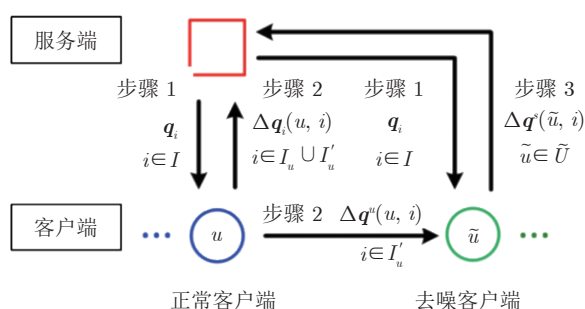 服务端
步骤 1
步骤 2
步骤 1
步骤 3
q_i
Δq_i(u, i)
q_i
Δq^s(ũ, i)
i∈I
i∈I_u∪I'_u
i∈I
ũ∈Ũ
客户端
...
u
步骤 2 Δq^u(u, i)
i∈I'_u
ũ
...
正常客户端
去噪客户端